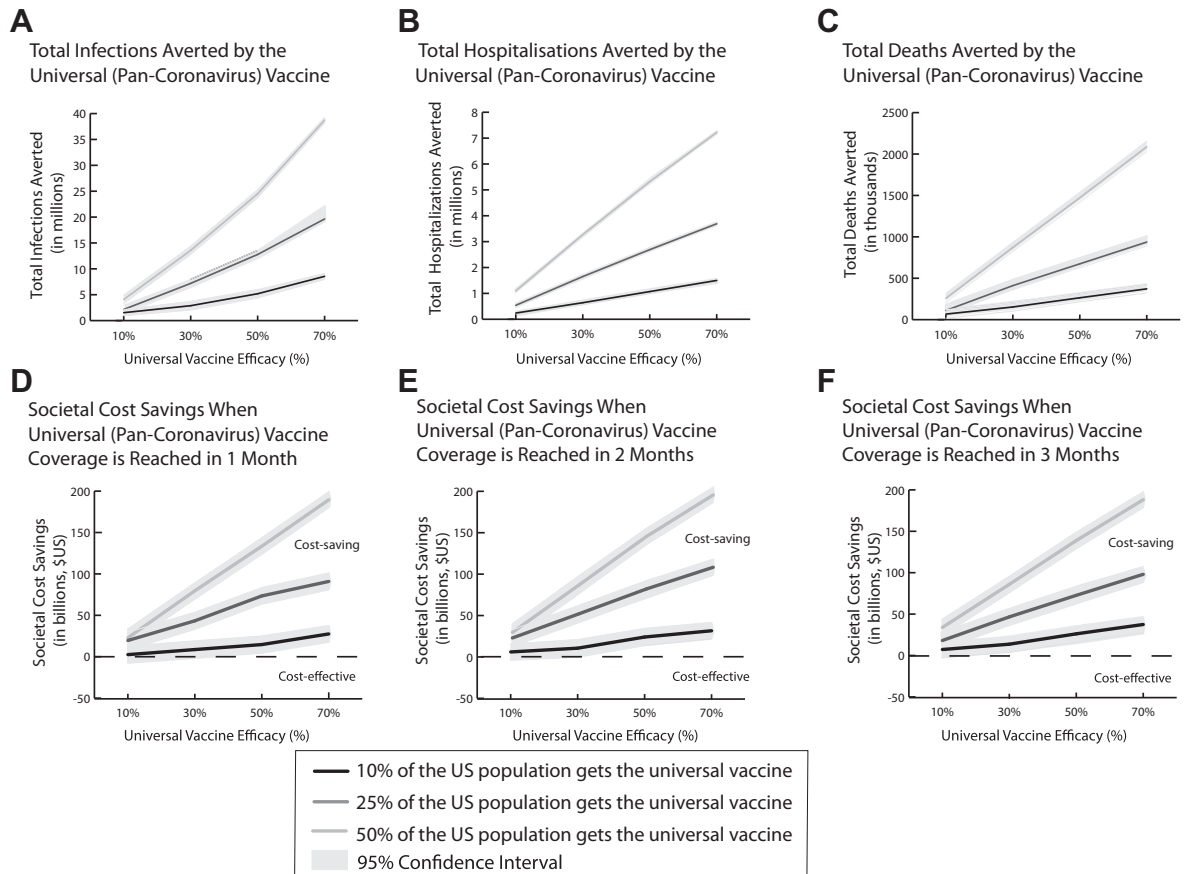 A
Total Infections Averted by the
Universal (Pan-Coronavirus) Vaccine
Total Infections Averted
(in millions)
40
35
30
25
20
15
10
5
0
10%
30%
50%
70%
Universal Vaccine Efficacy (%)
B
Total Hospitalisations Averted by the
Universal (Pan-Coronavirus) Vaccine
Total Hospitalizations Averted
(in millions)
8
7
6
5
4
3
2
1
0
10%
30%
50%
70%
Universal Vaccine Efficacy (%)
C
Total Deaths Averted by the
Universal (Pan-Coronavirus) Vaccine
Total Deaths Averted
(in thousands)
2500
2000
1500
1000
500
0
10%
30%
50%
70%
Universal Vaccine Efficacy (%)
D
Societal Cost Savings When
Universal (Pan-Coronavirus) Vaccine
Coverage is Reached in 1 Month
Societal Cost Savings
(in billions, $US)
200
150
100
50
0
-50
Cost-saving
Cost-effective
10%
30%
50%
70%
Universal Vaccine Efficacy (%)
E
Societal Cost Savings When
Universal (Pan-Coronavirus) Vaccine
Coverage is Reached in 2 Months
Societal Cost Savings
(in billions, $US)
200
150
100
50
0
-50
Cost-saving
Cost-effective
10%
30%
50%
70%
Universal Vaccine Efficacy (%)
F
Societal Cost Savings When
Universal (Pan-Coronavirus) Vaccine
Coverage is Reached in 3 Months
Societal Cost Savings
(in billions, $US)
200
150
100
50
0
-50
Cost-saving
Cost-effective
10%
30%
50%
70%
Universal Vaccine Efficacy (%)
10% of the US population gets the universal vaccine
25% of the US population gets the universal vaccine
50% of the US population gets the universal vaccine
95% Confidence Interval